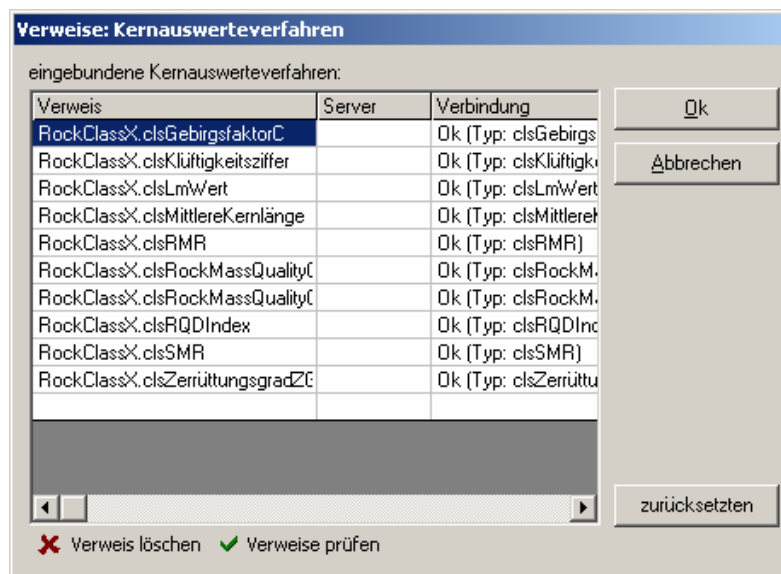 Verweise: Kernauswerteverfahren
eingebundene Kernauswerteverfahren:
Verweis Server Verbindung
RockClassX.clsGebirgsfaktorC Ok (Typ: clsGebirgs
RockClassX.clsKlüftigkeitsziffer Ok (Typ: clsKlüftigk
RockClassX.clsLmWert Ok (Typ: clsLmWert
RockClassX.clsMittlereKernlänge Ok (Typ: clsMittlere
RockClassX.clsRMR Ok (Typ: clsRMR)
RockClassX.clsRockMassQuality Ok (Typ: clsRockM
RockClassX.clsRockMassQuality Ok (Typ: clsRockM
RockClassX.clsRQDIndex Ok (Typ: clsRQDInd
RockClassX.clsSMR Ok (Typ: clsSMR)
RockClassX.clsZerrüttungsgradZ Ok (Typ: clsZerrüttu
Ok
Abbrechen
zurücksetzten
Verweis löschen Verweise prüfen